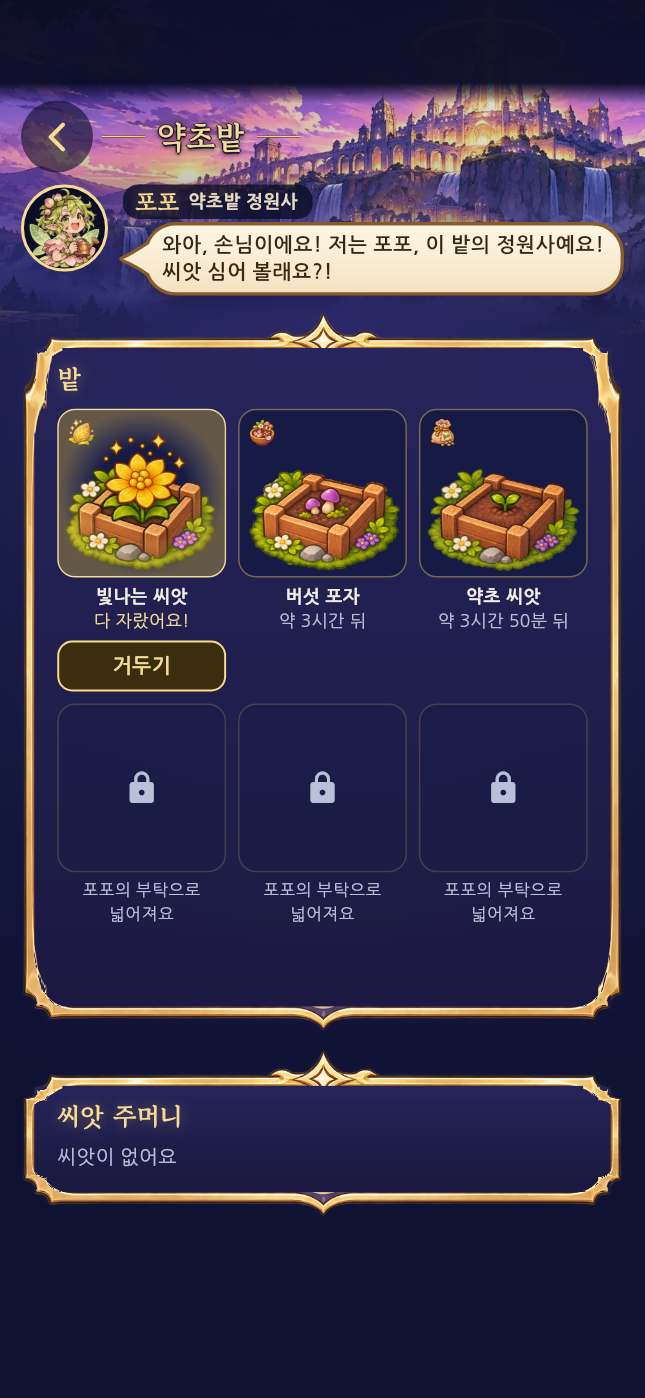 약초밭
포포 약초밭 정원사
와아, 손님이에요! 저는 포포, 이 밭의 정원사예요!
씨앗 심어 볼래요?!
밭
빛나는 씨앗
다 자랐어요!
거두기
버섯 포자
약 3시간 뒤
약초 씨앗
약 3시간 50분 뒤
포포의 부탁으로
넓어져요
포포의 부탁으로
넓어져요
포포의 부탁으로
넓어져요
씨앗 주머니
씨앗이 없어요